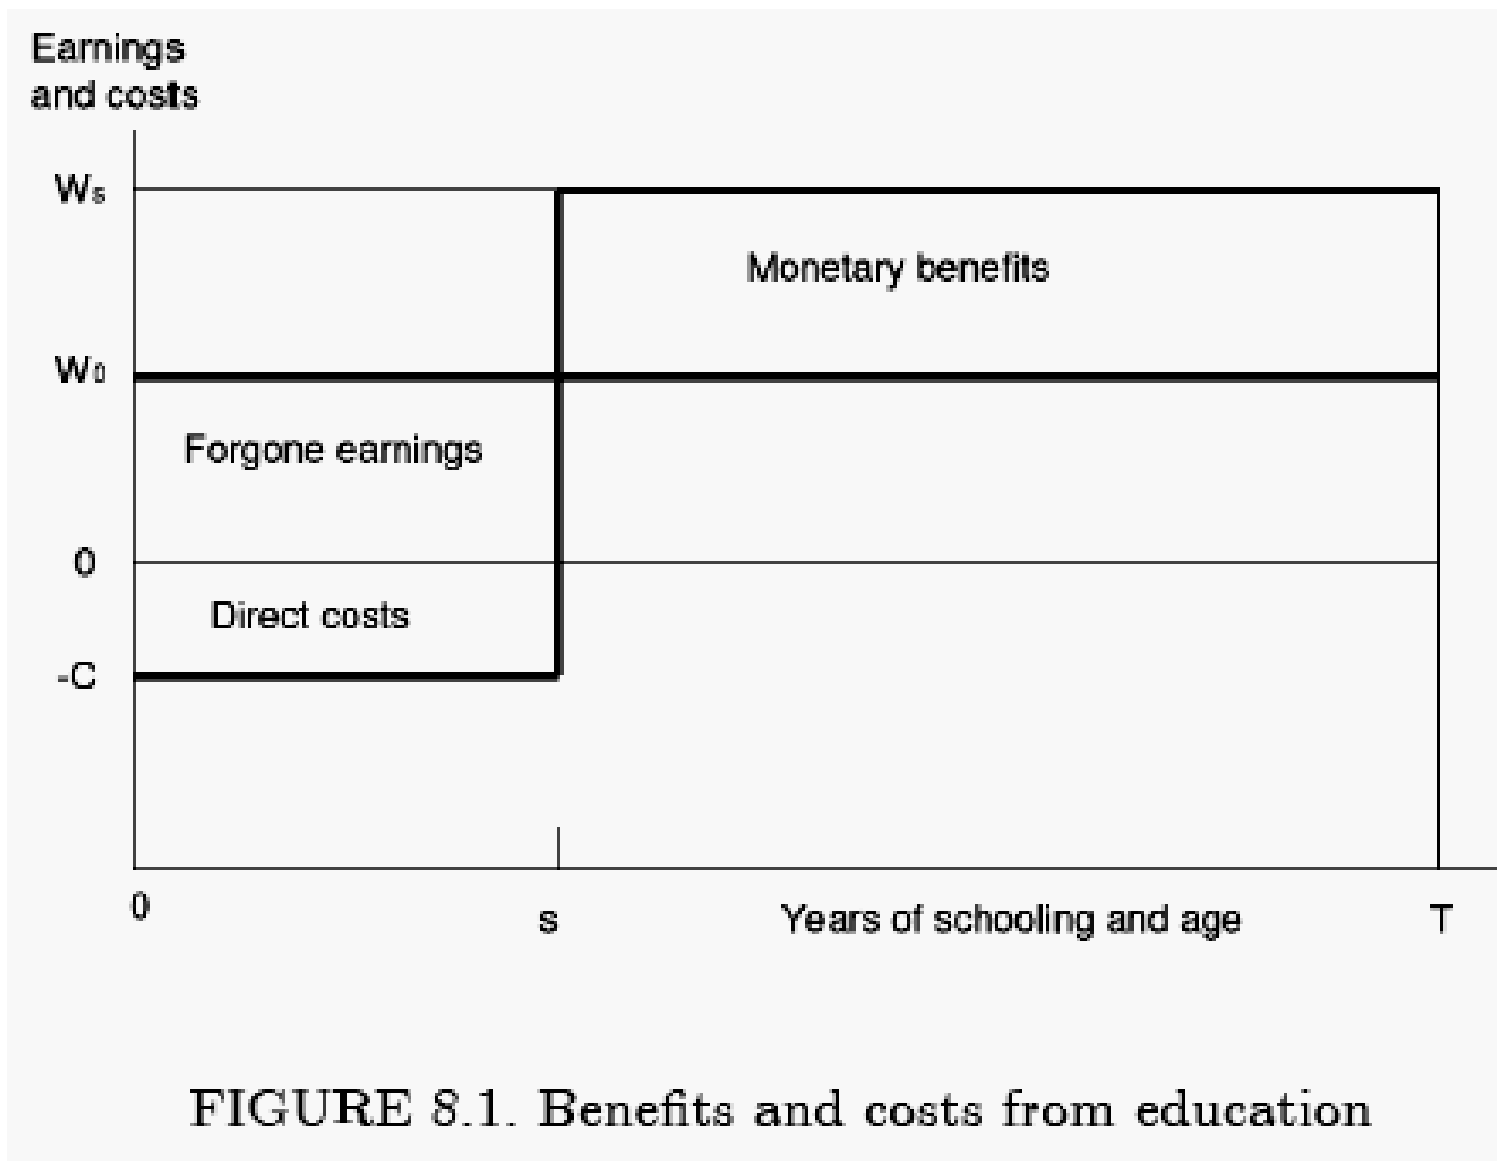 Earnings
and costs
Ws
Monetary benefits
W0
Forgone earnings
0
Direct costs
-C
0
s
Years of schooling and age
T
FIGURE 8.1. Benefits and costs from education